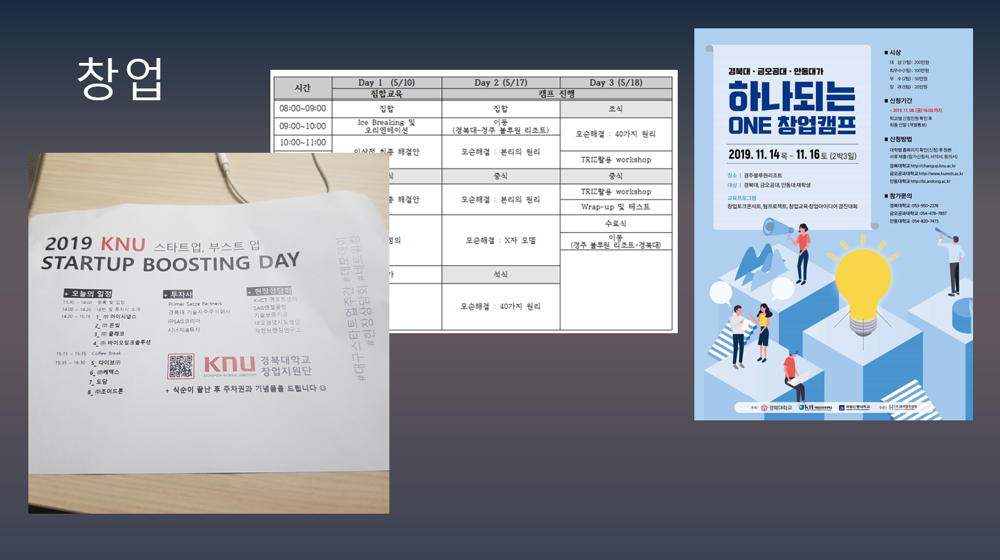 창업
시간
Day 1 (5/10)
Day 2 (5/17)
Day 3 (5/18)
집합교육
캠프 진행
08:00~09:00
집합
집합
조식
09:00~10:00
Ice Breaking 및
오리엔테이션
이동
(경북대-경주 블루원 리조트)
모순해결 : 40가지 원리
10:00~11:00
이상적 최종 해결안
모순해결 : 분리의 원리
TRIZ활용 workshop
식
중식
중식
종 해결안
모순해결 : 분리의 원리
TRIZ활용 workshop
Wrap-up 및 테스트
정의
모순해결 : X자 모델
수료식
이동
(경주 블루원 리조트-경북대)
가
석식
모순해결 : 40가지 원리
2019 KNU 스타트업, 부스트 업
STARTUP BOOSTING DAY
+ 오늘의 일정
13:30 - 14:00 등록 및 입장
14:00 - 14:20 내빈 및 투자사 소개
14:20 - 15:15 1_ ㈜ 아이시냅스
2_ ㈜ 온빛
3_ ㈜ 클래코
4_ ㈜ 바이오잉크솔루션
15:15 - 15:35 Coffee Break
15:35 - 16:30 5_ 다이브㈜
6_ ㈜케맥스
7_ 도담
8_ ㈜조이드론
+ 투자사
Primer Sazze Partners
경북대 기술지주주식회사
㈜SAG코리아
시너지IB투자
+ 현장상담회
K-ICT 멘토링센터
SAG엔젤클럽
기술보증기금
네오경영지도법인
착한브랜딩연구소
KNU
KYUNGPOOK NATIONAL UNIVERSITY
경북대학교
창업지원단
+ 식순이 끝난 후 주차권과 기념품을 드립니다 ☺
#대구스타트업주간 #데모데이
#현장상담회 #네트워킹
경북대 · 금오공대 · 안동대가
하나되는
ONE 창업캠프
2019. 11. 14목 – 11. 16토 (2박3일)
장소 | 경주블루원리조트
대상 | 경북대, 금오공대, 안동대 재학생
교육프로그램
창업토크콘서트, 팀프로젝트, 창업교육·창업아이디어 경진대회
■ 시상
대 상 (1팀) : 200만원
최우수 (1팀) : 100만원
우 수 (2팀) : 50만원
장 려 (5팀) : 20만원
■ 신청기간
~ 2019. 11. 08. (금) 16:00 까지
학교별 신청인원 확인 후
최종 선발 (개별통보)
■ 신청방법
대학별 홈페이지 확인(신청) 후 원본
서류 제출 (참가신청서, 서약서, 동의서)
경북대학교 http://changup.knu.ac.kr
금오공과대학교 http://www.kumoh.ac.kr
안동대학교 http://bi.andong.ac.kr
■ 참가문의
경북대학교 : 053-950-2378
금오공과대학교 : 054-478-7897
안동대학교 : 054-820-7415
주최 : 경북대학교 kit 국립안동대학교 주관 :